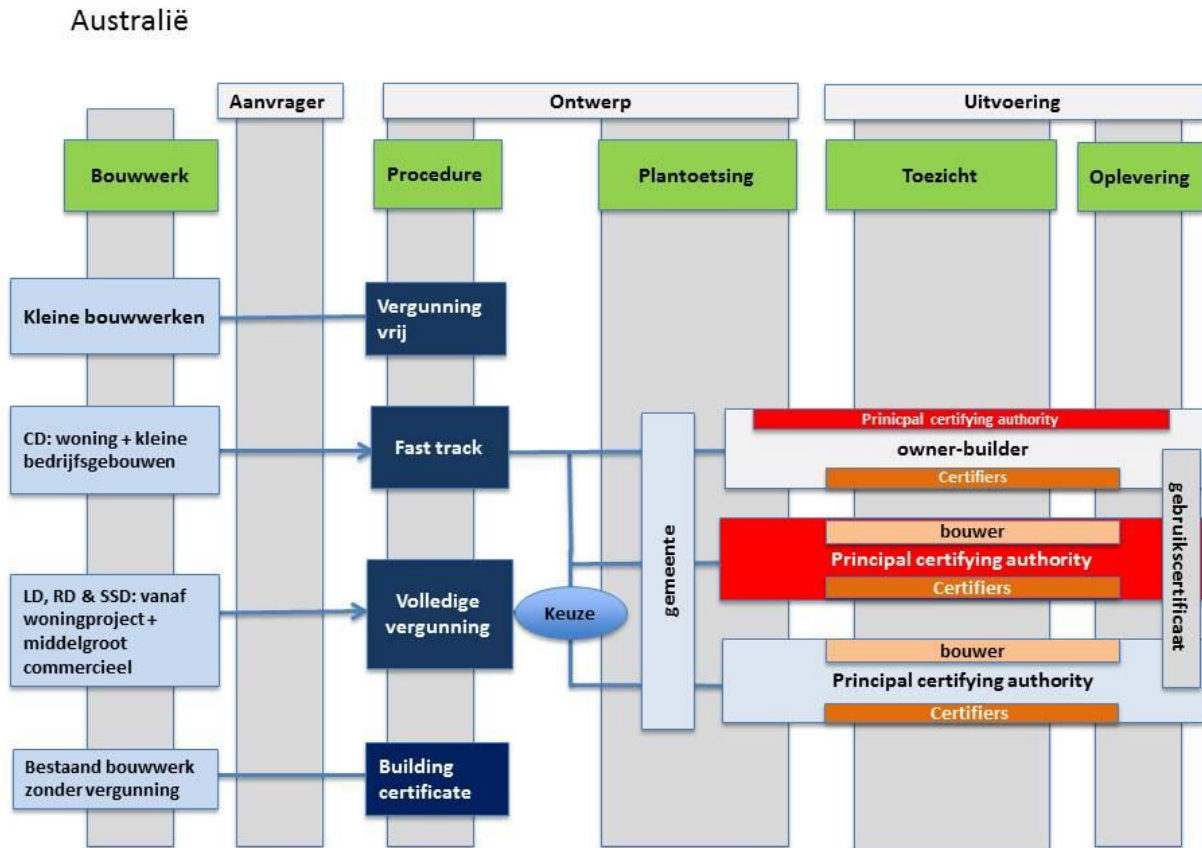 Australië
Aanvrager
Ontwerp
Uitvoering
Bouwwerk
Procedure
Plantoetsing
Toezicht
Oplevering
Kleine bouwwerken
Vergunning
vrij
CD: woning + kleine
bedrijfsgebouwen
Fast track
Prinicpal certifying authority
owner-builder
Certifiers
gemeente
bouwer
Principal certifying authority
Certifiers
gebruikscertificaat
LD, RD & SSD: vanaf
woningproject +
middelgroot
commercieel
Volledige
vergunning
Keuze
bouwer
Principal certifying authority
Certifiers
Bestaand bouwwerk
zonder vergunning
Building
certificate